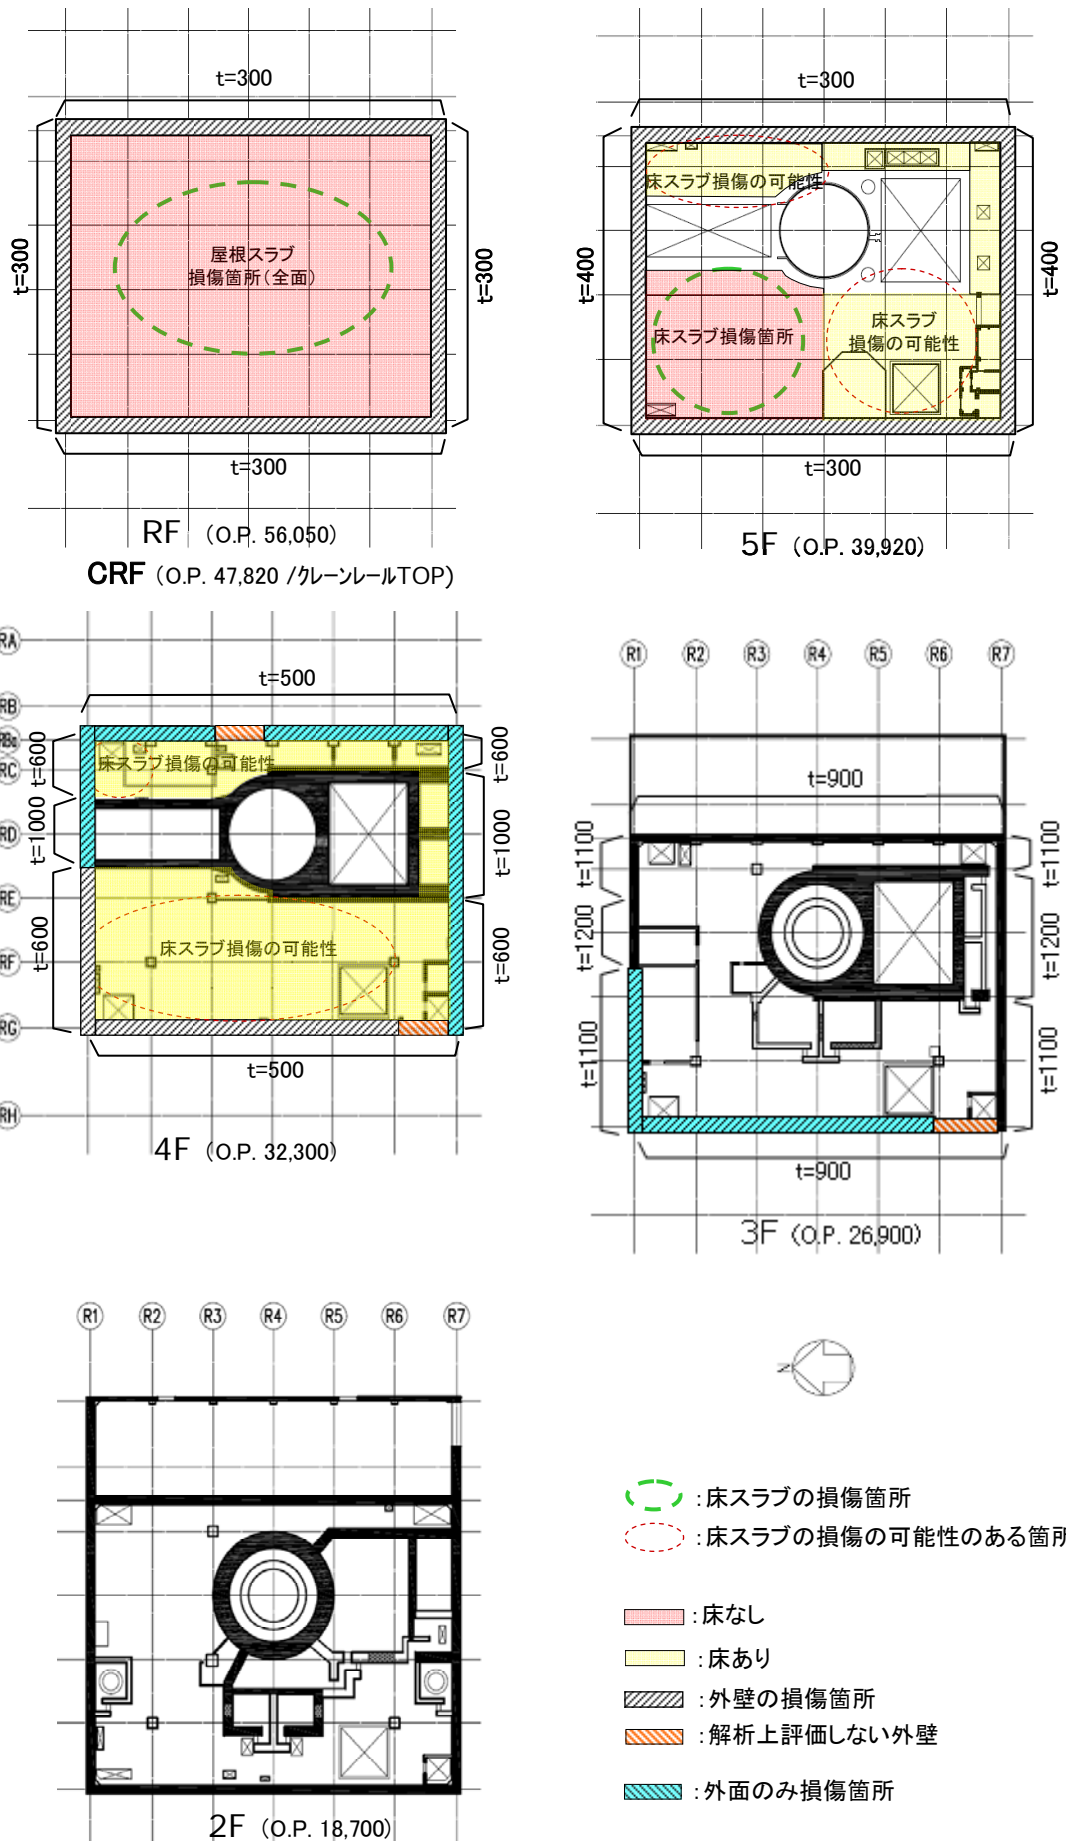 t=300
t=300
屋根スラブ
損傷箇所(全面)
t=300
t=300
RF (O.P. 56,050)
CRF (O.P. 47,820 /クレーンレールTOP)
t=300
床スラブ損傷の可能性
t=400
t=400
床スラブ損傷箇所
床スラブ
損傷の可能性
t=300
5F (O.P. 39,920)
RA
RB
RBa
RC
RD
RE
RF
RG
RH
t=500
t=600
t=1000
t=600
床スラブ損傷の可能性
床スラブ損傷の可能性
t=600
t=1000
t=600
t=500
4F (O.P. 32,300)
R1 R2 R3 R4 R5 R6 R7
t=900
t=1100
t=1200
t=1100
t=1100
t=1200
t=1100
t=900
3F (O.P. 26,900)
R1 R2 R3 R4 R5 R6 R7
2F (O.P. 18,700)
N
:床スラブの損傷箇所
:床スラブの損傷の可能性のある箇所
:床なし
:床あり
:外壁の損傷箇所
:解析上評価しない外壁
:外面のみ損傷箇所